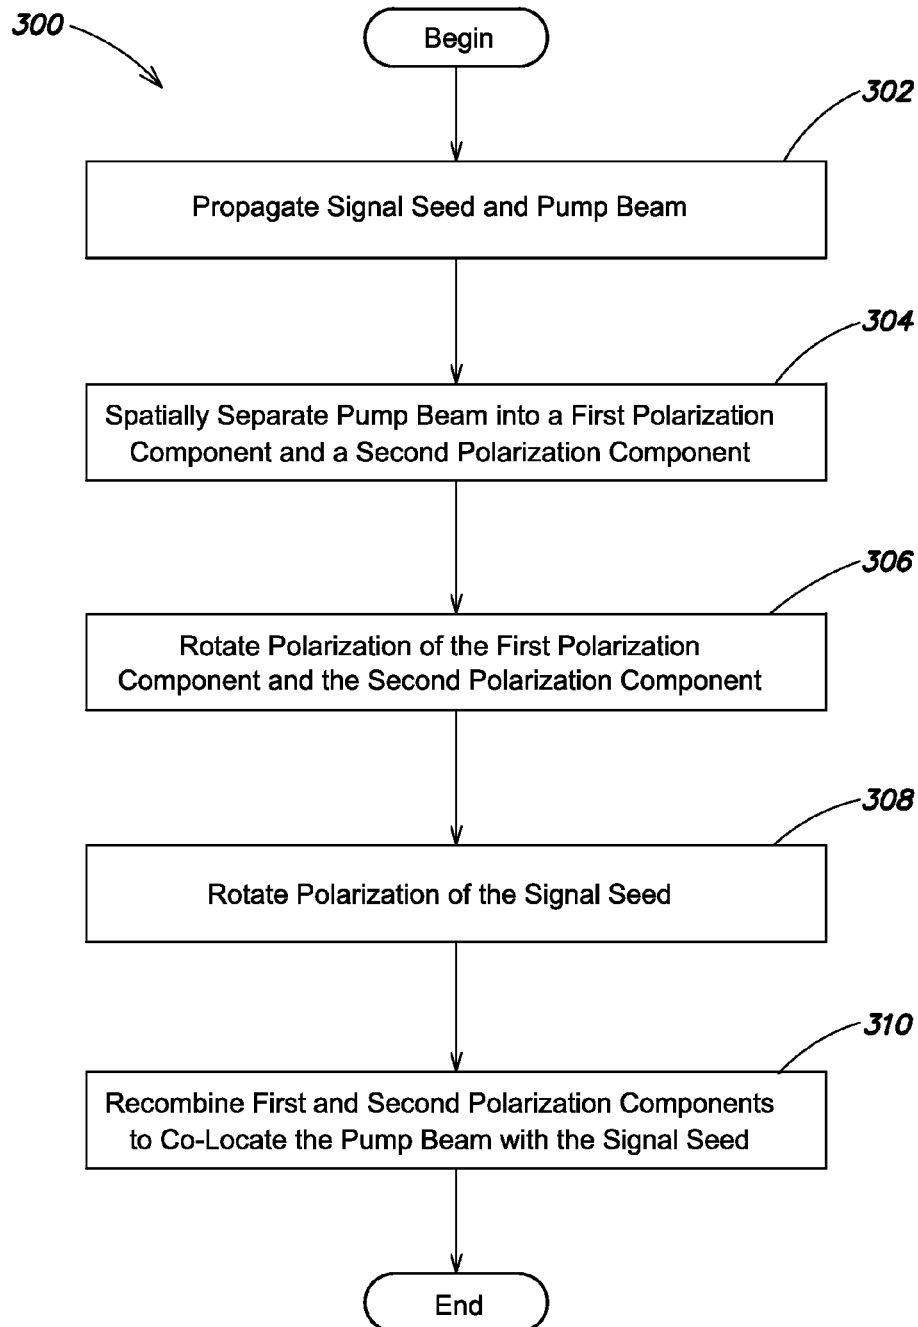 300
Begin
302
Propagate Signal Seed and Pump Beam
304
Spatially Separate Pump Beam into a First Polarization
Component and a Second Polarization Component
306
Rotate Polarization of the First Polarization
Component and the Second Polarization Component
308
Rotate Polarization of the Signal Seed
310
Recombine First and Second Polarization Components
to Co-Locate the Pump Beam with the Signal Seed
End